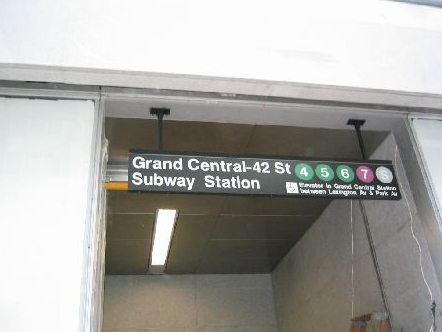 Grand Central-42 St 4 5 6 7 S
Subway Station
Elevator in Grand Central Station
between Lexington Av & Park Av